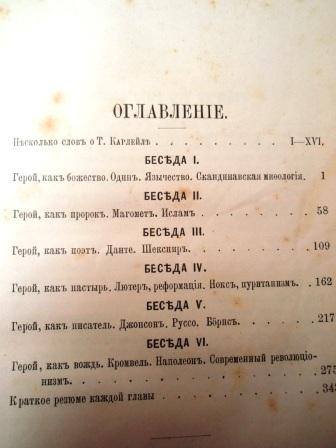 ОГЛАВЛЕНІЕ.
Нѣсколько словъ о Т. Карлейлѣ . . . . . . . . . I—XVI.
БЕСѢДА I.
Герой, какъ божество. Одинъ. Язычество. Скандинавская миѳологія. 1
БЕСѢДА II.
Герой, какъ пророкъ. Магометъ. Исламъ . . . . . . . . 58
БЕСѢДА III.
Герой, какъ поэтъ. Данте. Шекспиръ. . . . . . . . . 109
БЕСѢДА IV.
Герой, какъ пастырь. Лютеръ, реформація. Ноксъ, пуританизмъ. . 162
БЕСѢДА V.
Герой, какъ писатель. Джонсонъ. Руссо. Бёрнсъ. . . . . . 217
БЕСѢДА VI.
Герой, какъ вождь. Кромвель. Наполеонъ. Современный революціо-
низмъ. . . . . . . . . . . . . . . . 275
Краткое резюме каждой главы . . . . . . . . . . 343